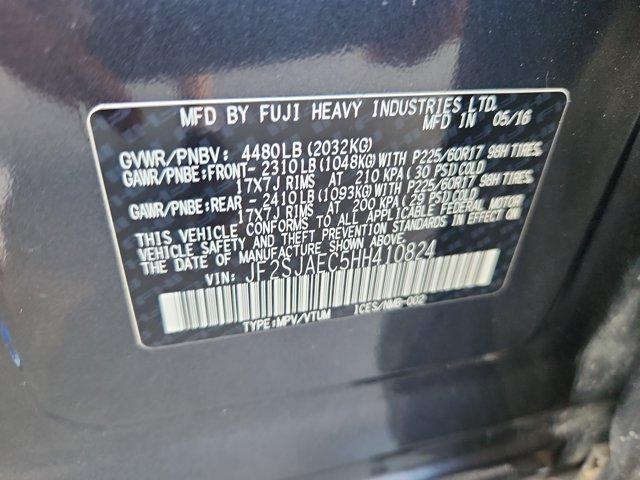 MFD BY FUJI HEAVY INDUSTRIES LTD.
MFD IN 05/16
GVWR/PNBV: 4480LB(2032KG)
GAWR/PNBE:FRONT- 2310LB(1048KG)WITH P225/60R17 98H TIRES,
17X7J RIMS AT 210 KPA(30 PSI)COLD
GAWR/PNBE:REAR - 2410LB(1093KG)WITH P225/60R17 98H TIRES,
17X7J RIMS AT 200 KPA(29 PSI)COLD
THIS VEHICLE CONFORMS TO ALL APPLICABLE FEDERAL MOTOR
VEHICLE SAFETY AND THEFT PREVENTION STANDARDS IN EFFECT ON
THE DATE OF MANUFACTURE SHOWN ABOVE.
VIN: JF2SJAEC5HH410824
TYPE:MPV/VTUM ICES/NMB-002